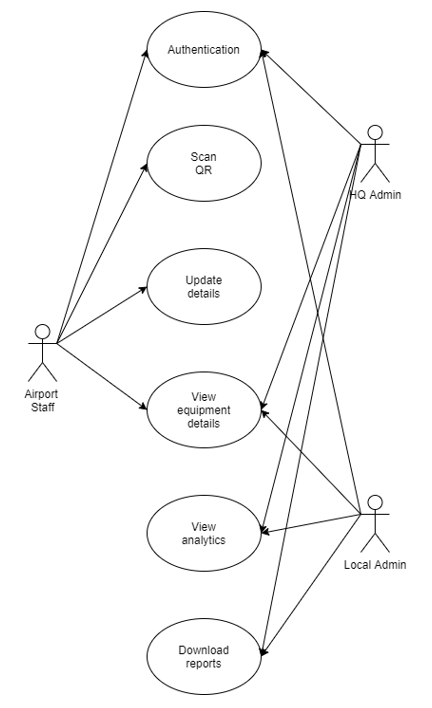 Authentication
Scan
QR
HQ Admin
Update
details
Airport
Staff
View
equipment
details
View
analytics
Local Admin
Download
reports